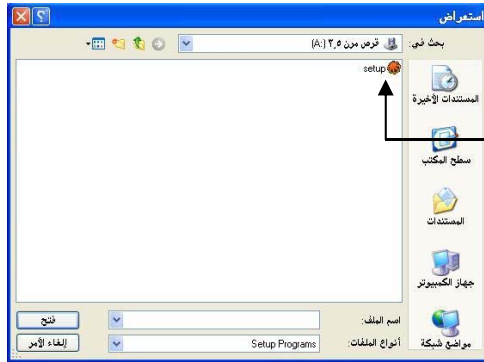 استعراض
بحث في:
قرص مرن ٣,٥ (:A)
setup
المستندات الأخيرة
سطح المكتب
المستندات
جهاز الكمبيوتر
مواضع شبكة
اسم الملف:
فتح
أنواع الملفات:
Setup Programs
إلغاء الأمر